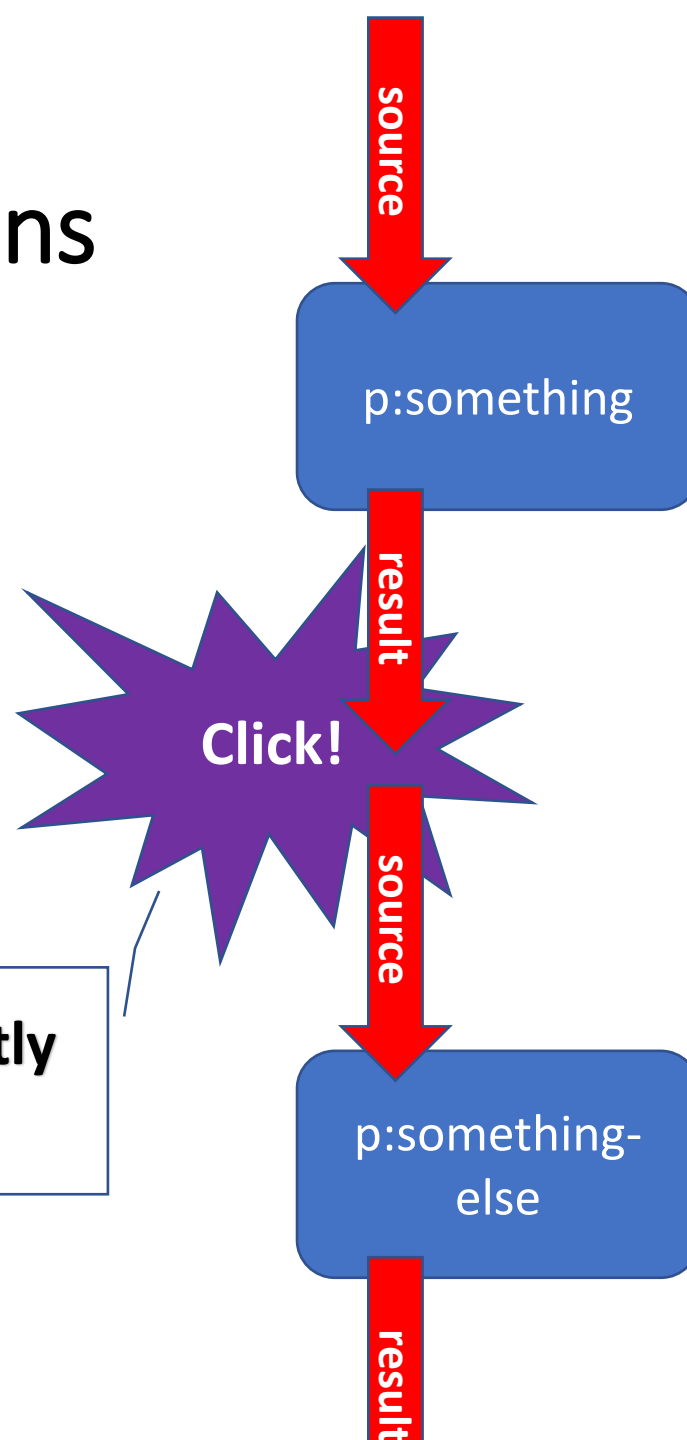 source
ns
p:something
result
Click!
source
tly
p:something-
else
result